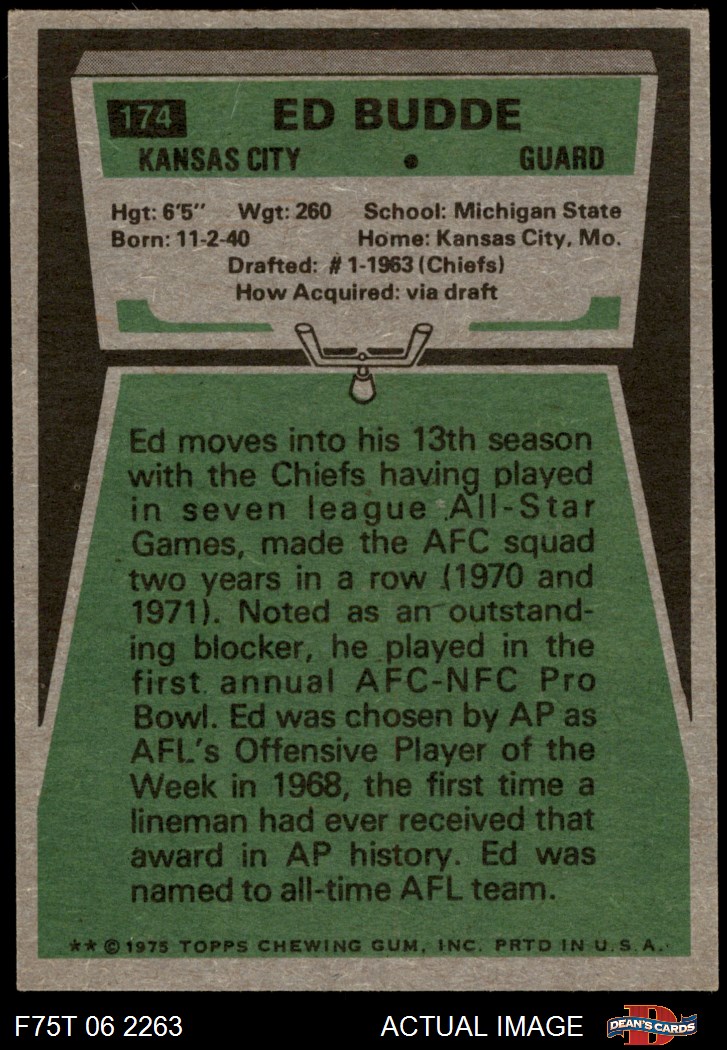 174 ED BUDDE
KANSAS CITY • GUARD
Hgt: 6'5" Wgt: 260 School: Michigan State
Born: 11-2-40 Home: Kansas City, Mo.
Drafted: #1-1963 (Chiefs)
How Acquired: via draft
Ed moves into his 13th season
with the Chiefs having played
in seven league All-Star
Games, made the AFC squad
two years in a row (1970 and
1971). Noted as an outstand-
ing blocker, he played in the
first annual AFC-NFC Pro
Bowl. Ed was chosen by AP as
AFL's Offensive Player of the
Week in 1968, the first time a
lineman had ever received that
award in AP history. Ed was
named to all-time AFL team.
** © 1975 TOPPS CHEWING GUM, INC. PRTD IN U.S.A.
F75T 06 2263 ACTUAL IMAGE D DEAN'S CARDS